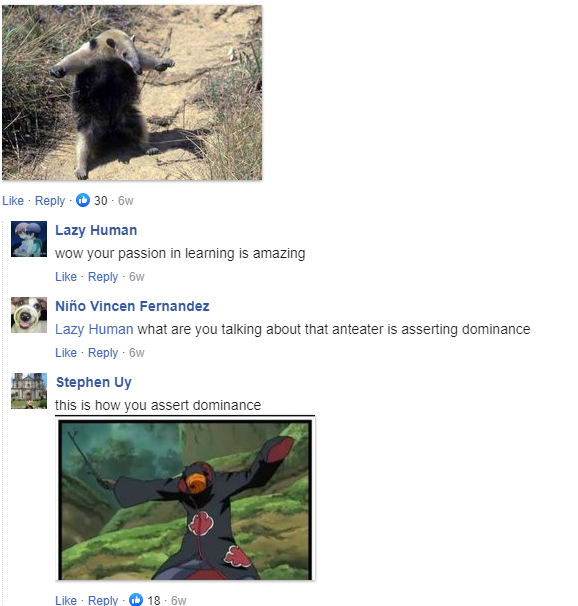 Like · Reply · 30 · 6w
Lazy Human
wow your passion in learning is amazing
Like · Reply · 6w
Niño Vincen Fernandez
Lazy Human what are you talking about that anteater is asserting dominance
Like · Reply · 6w
Stephen Uy
this is how you assert dominance
Like · Reply · 18 · 6w